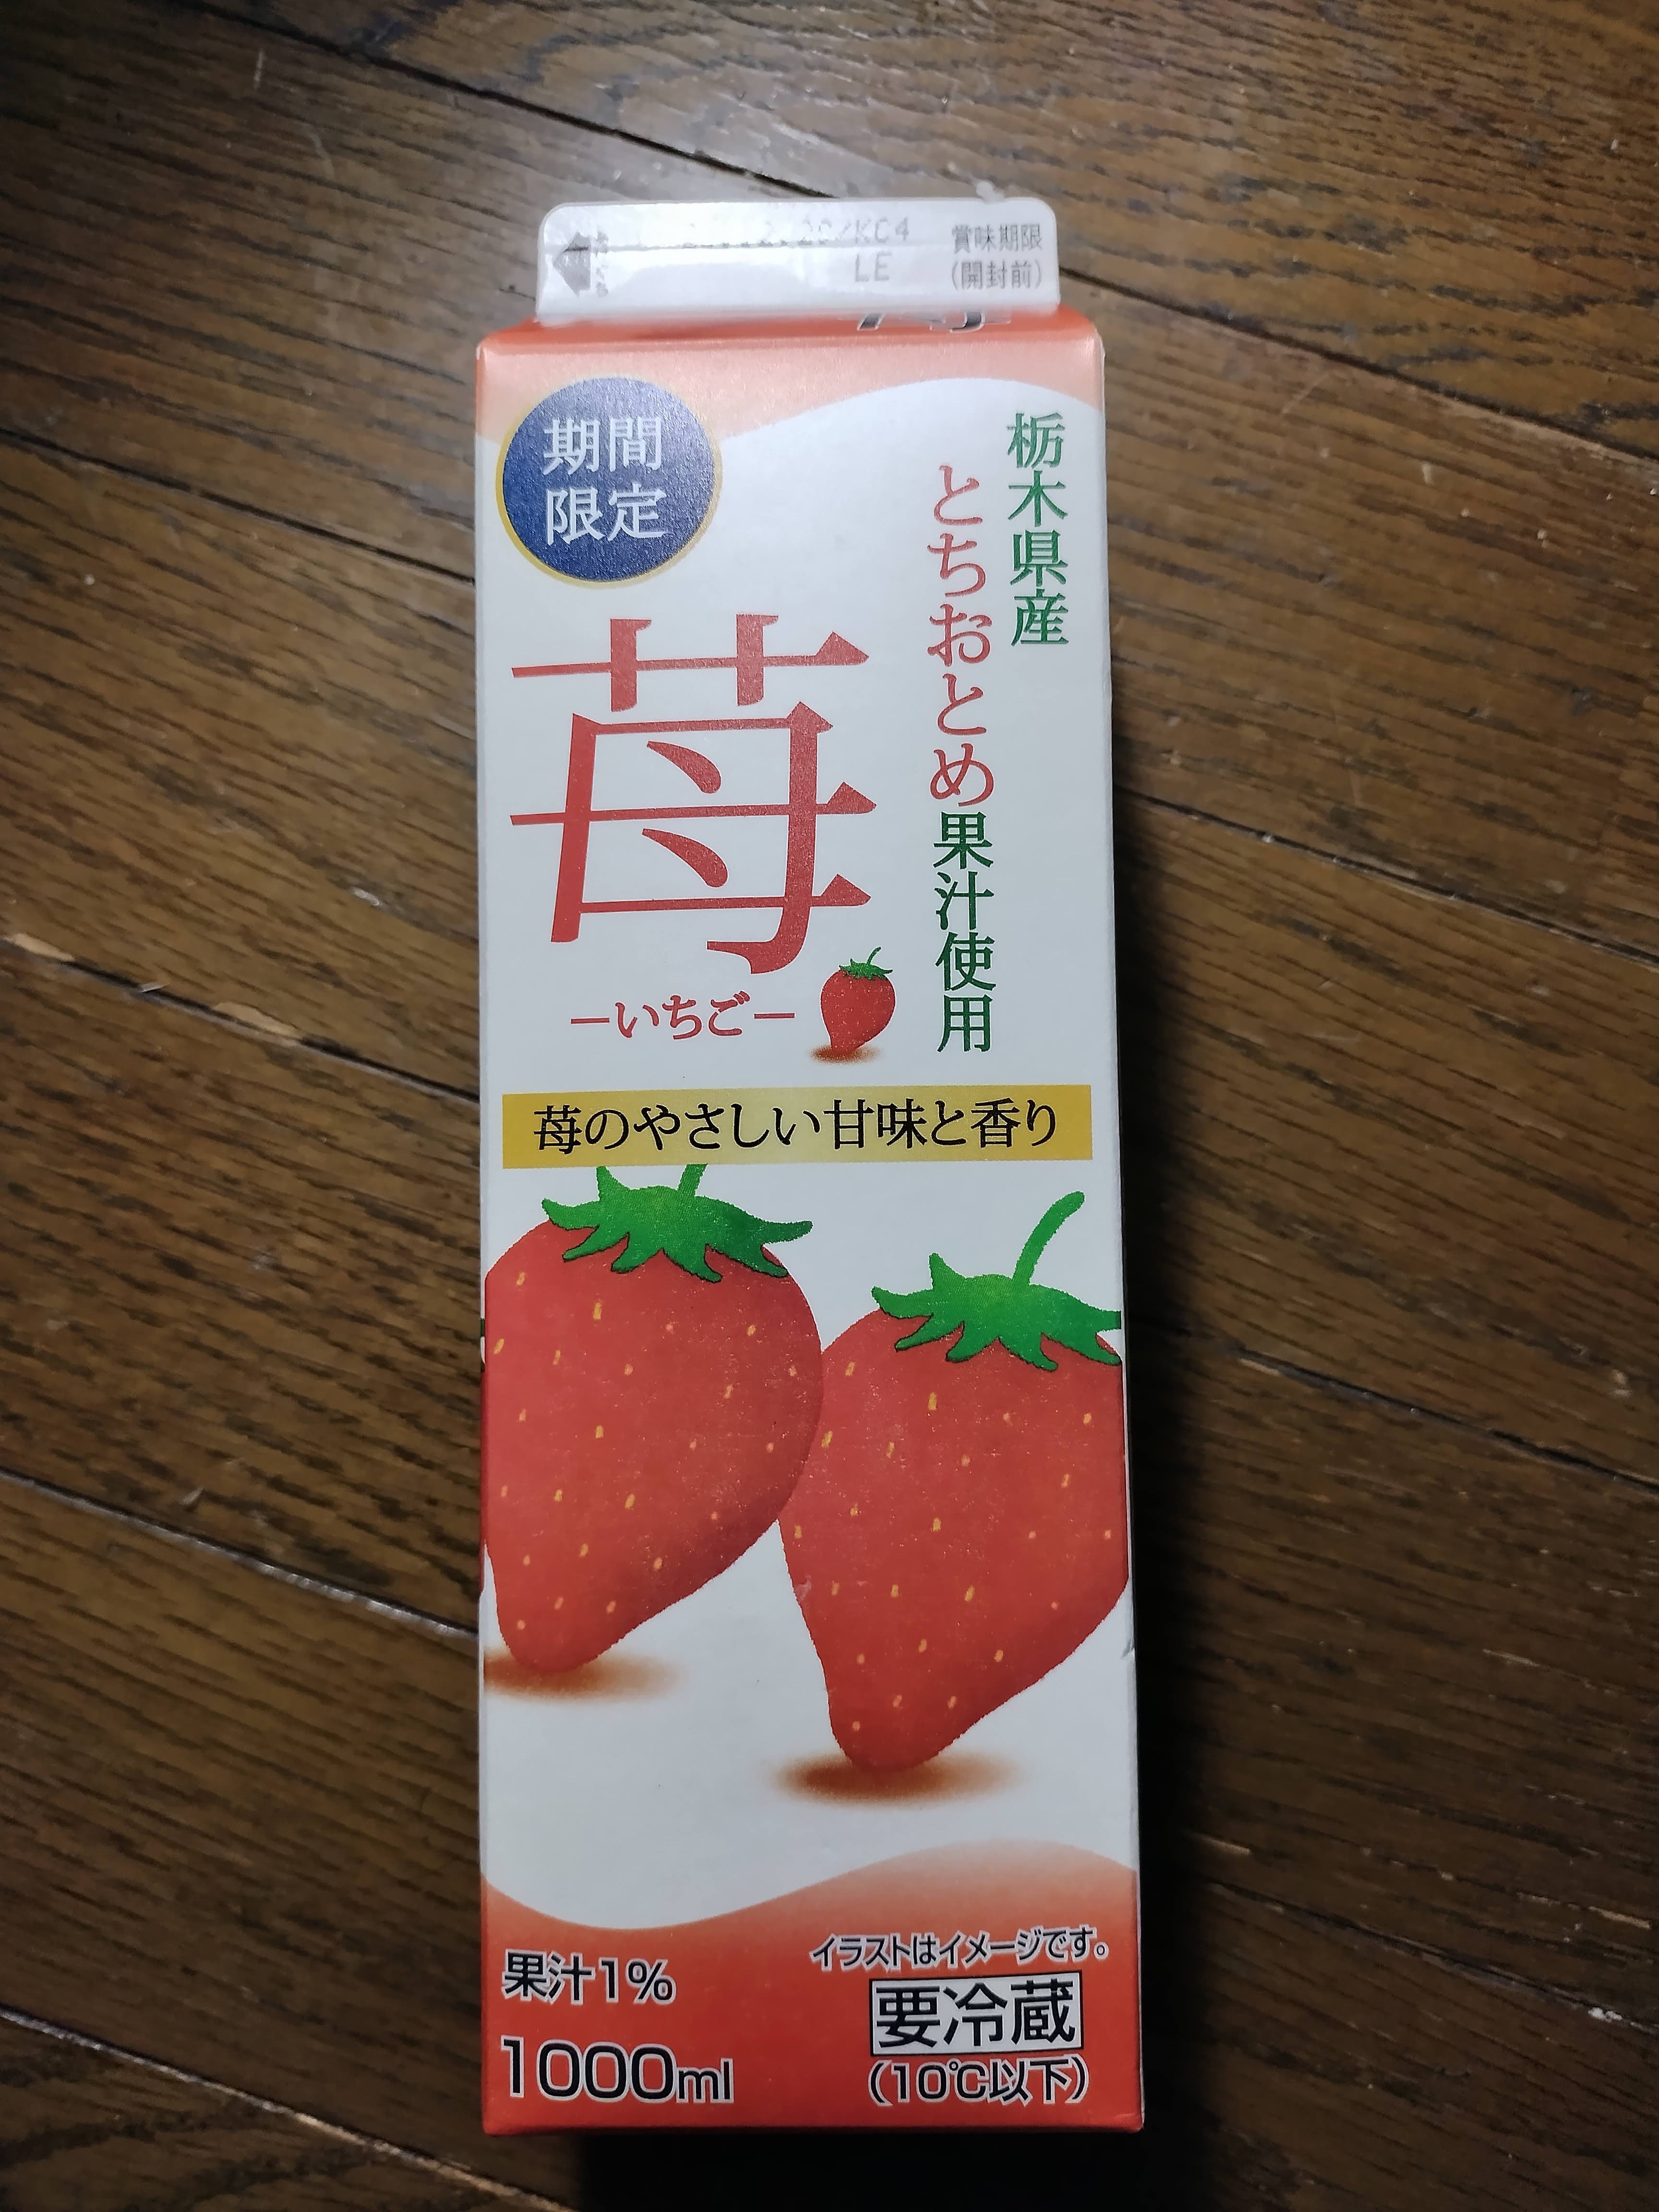 KC4
賞味期限
LE
(開封前)
期間
限定
栃木県産
とちおとめ果汁使用
苺
ーいちごー
苺のやさしい甘味と香り
果汁1%
1000ml
イラストはイメージです。
要冷蔵
(10℃以下)